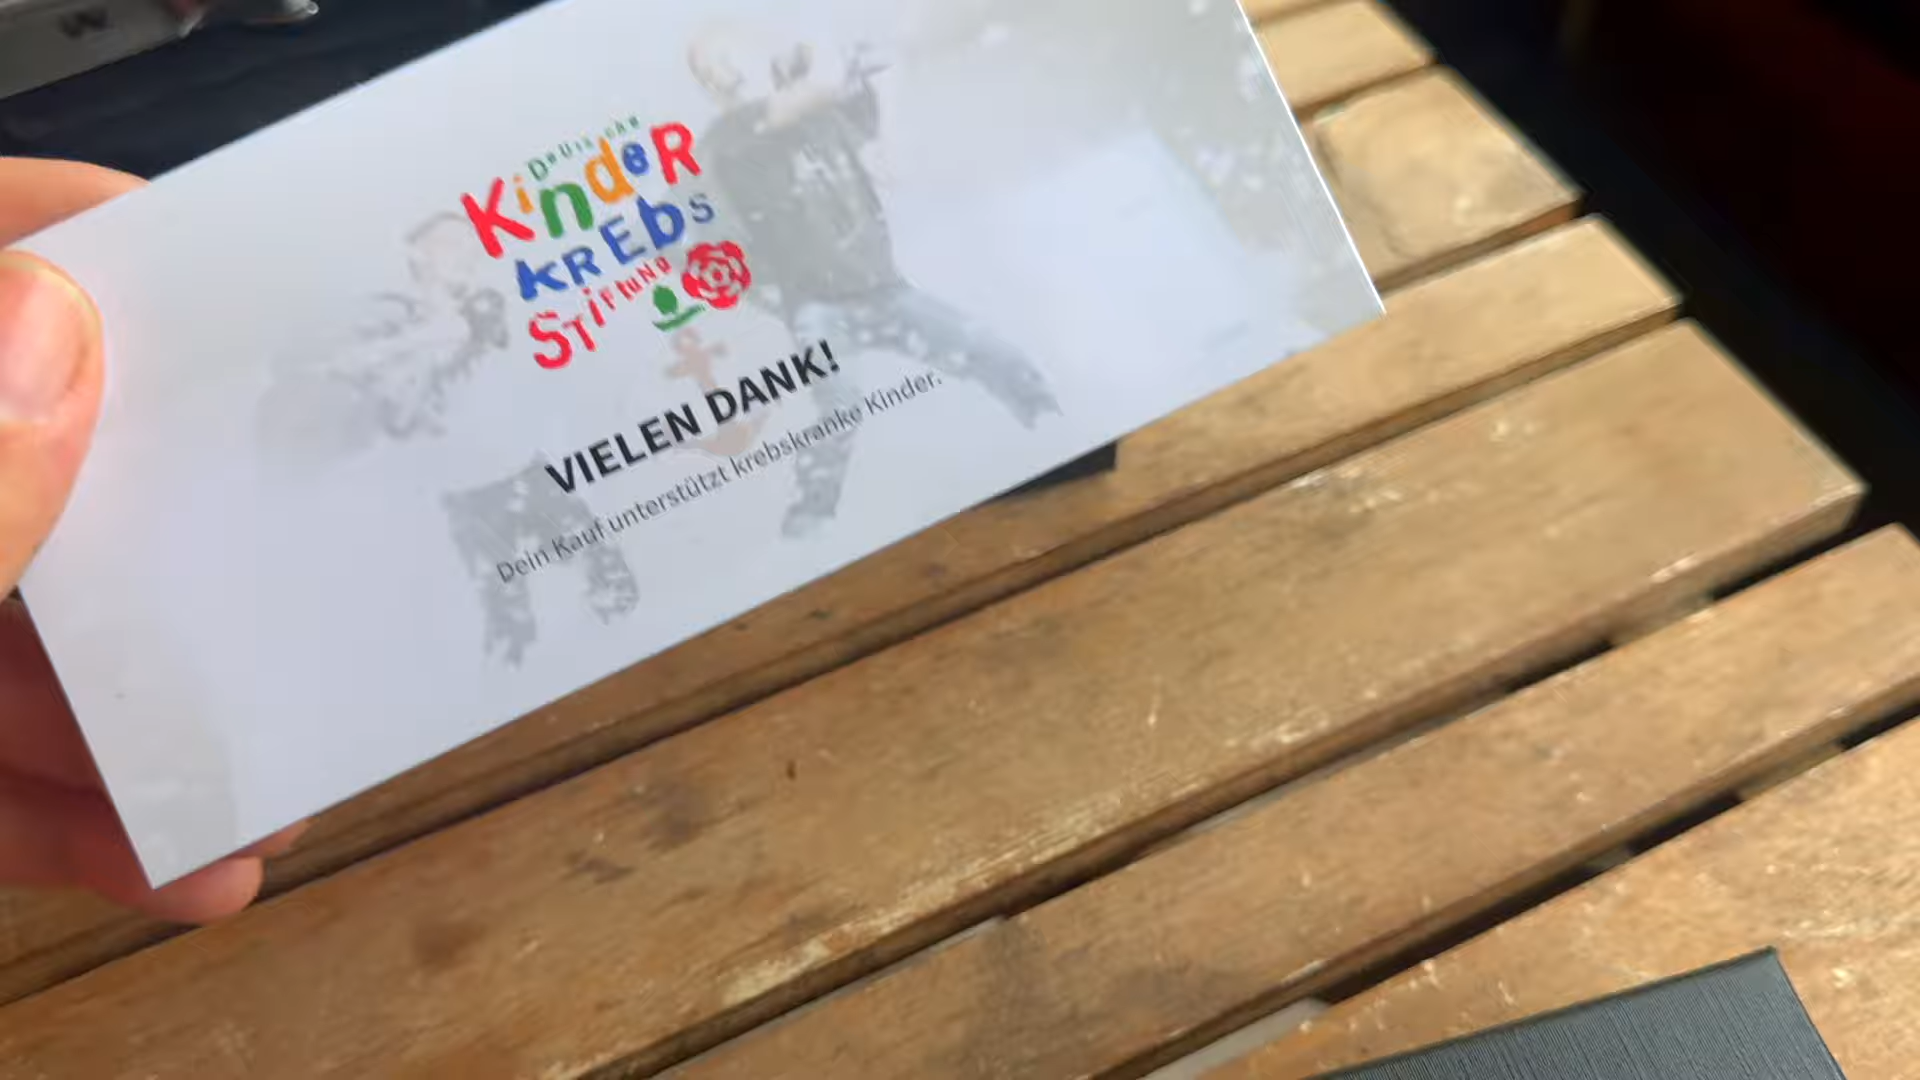 Deutsche
KindeR
kREbs
STiftuNg
VIELEN DANK!
Dein Kauf unterstützt krebskranke Kinder.